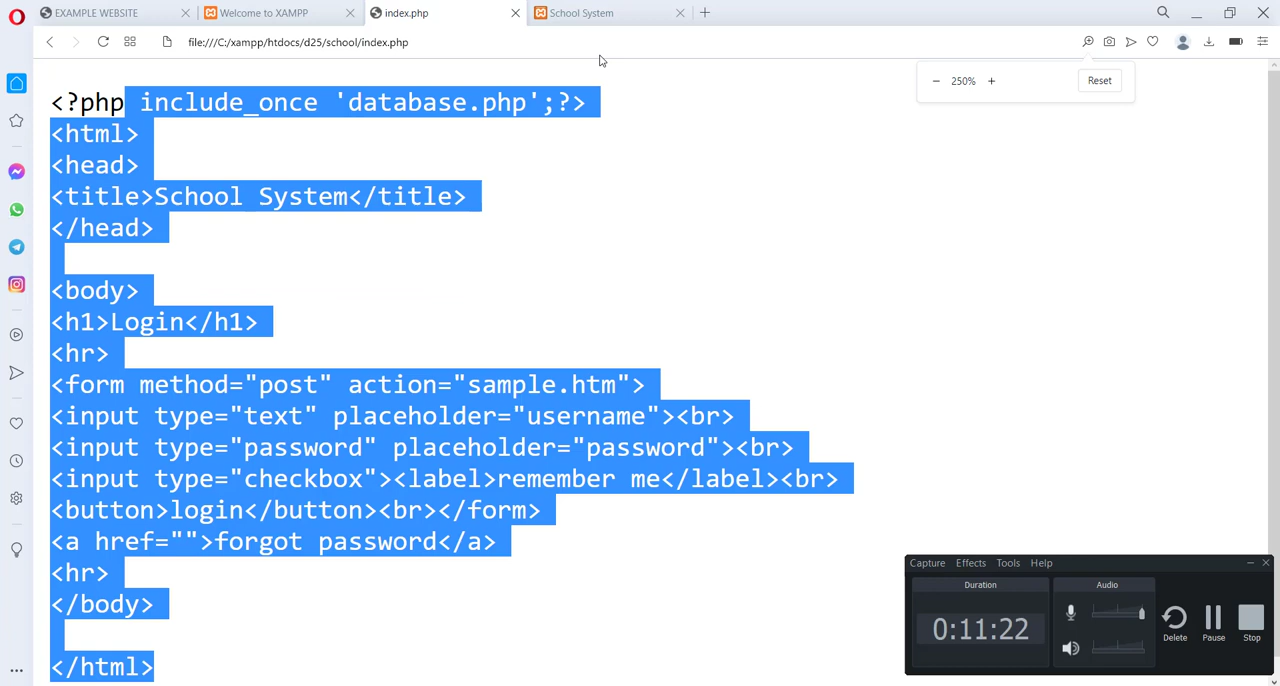 EXAMPLE WEBSITE
Welcome to XAMPP
index.php
School System
file:///C:/xampp/htdocs/d25/school/index.php
250%
Reset
<?php include_once 'database.php';?>
<html>
<head>
<title>School System</title>
</head>
<body>
<h1>Login</h1>
<hr>
<form method="post" action="sample.htm">
<input type="text" placeholder="username"><br>
<input type="password" placeholder="password"><br>
<input type="checkbox"><label>remember me</label><br>
<button>login</button><br></form>
<a href="">forgot password</a>
<hr>
</body>
</html>
Capture Effects Tools Help
Duration
Audio
0:11:22
Delete
Pause
Stop